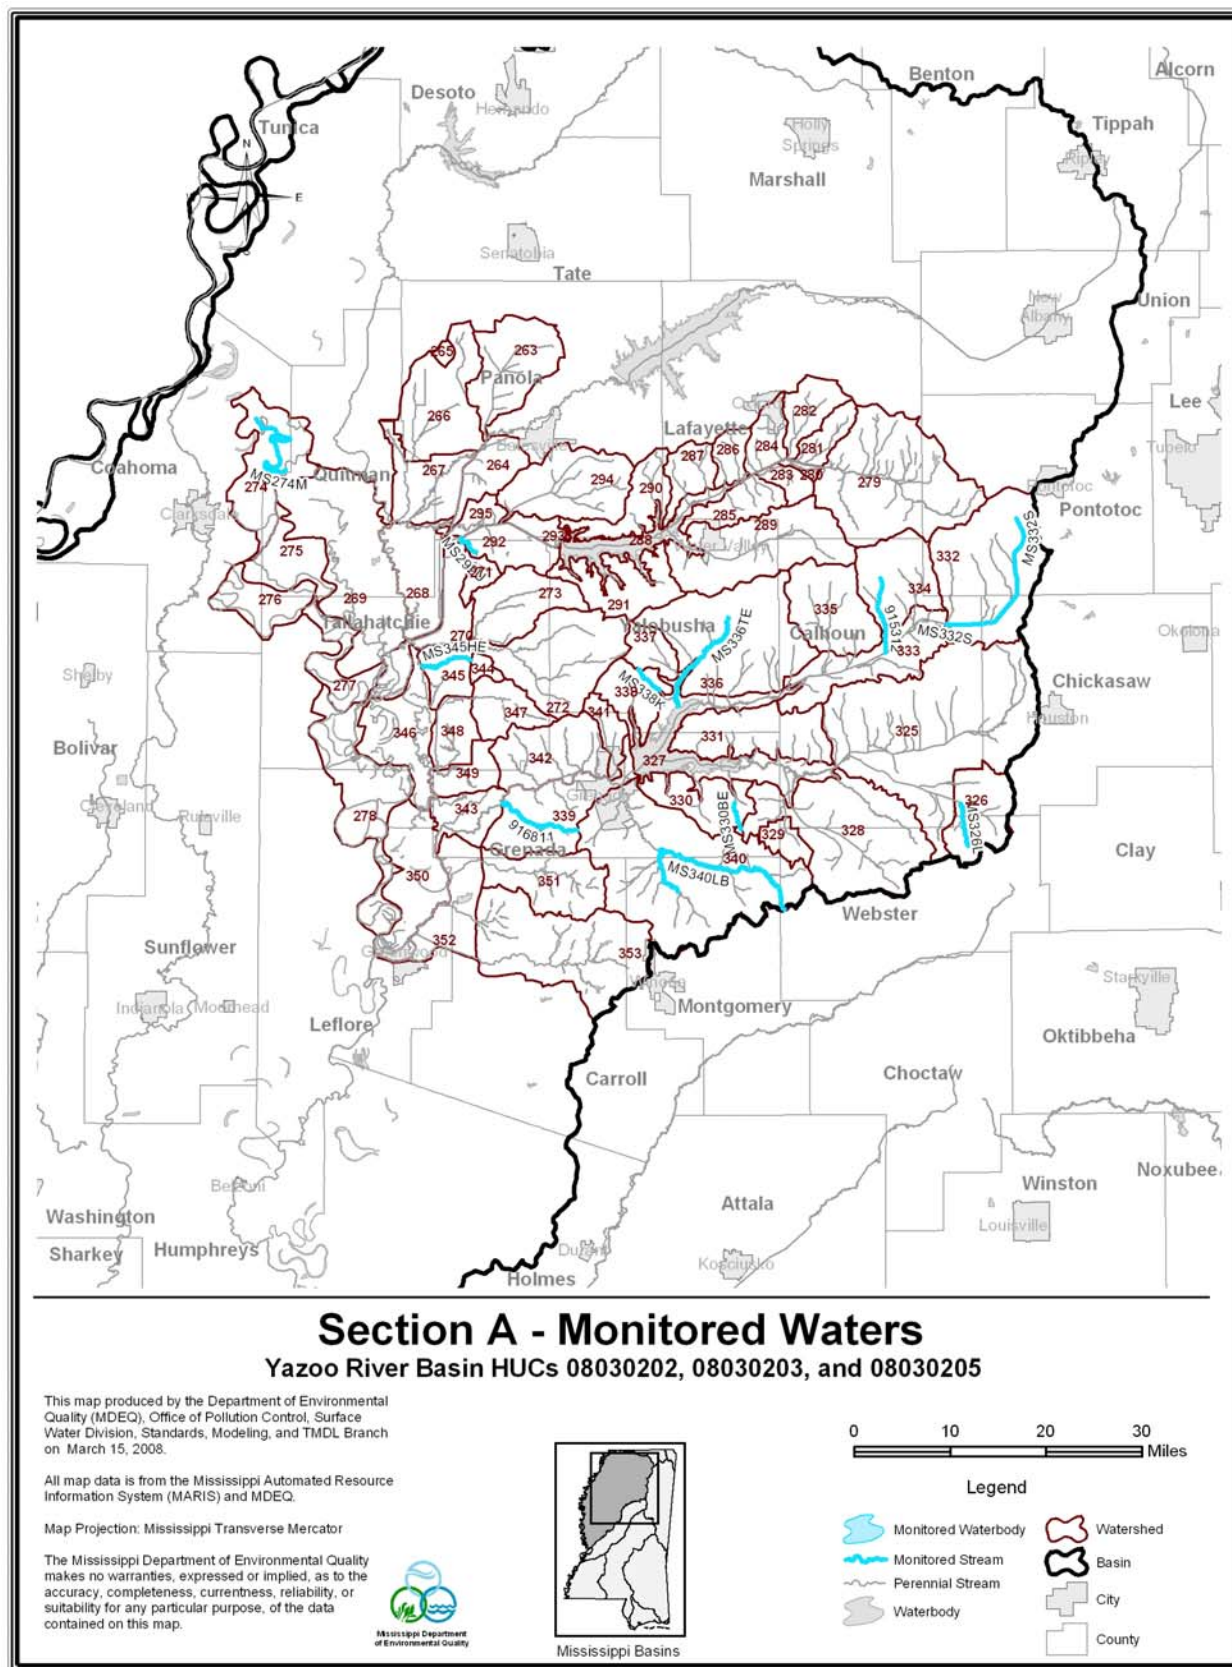 Benton
Alcorn
Desoto
Hernando
Tunica
Tippah
Holly
Springs
Ripley
N
Marshall
E
Senatobia
Tate
New
Albany
Union
265
263
Panola
Lee
266
282
Lafayette
284
281
287
286
Coahoma
Tupelo
267
264
294
290
283
280
279
Pontotoc
Quitman
MS274M
274
Clarksdale
295
285
289
Pontotoc
MS332S
292
293
288
Water Valley
275
332
273
334
276
269
268
291
335
Tallahatchie
Yalobusha
Calhoun
MS336TE
MS332S
333
Okolona
337
270
MS345HE
345
344
MS338K
338
336
Shelby
277
Chickasaw
347
272
341
Houston
Bolivar
346
348
342
331
325
327
349
Cleveland
Ruleville
278
343
339
330
MS330BE
329
328
326
MS326L
916811
Grenada
340
Clay
350
351
MS340LB
Webster
Sunflower
352
353
Greenwood
Winona
Starkville
Indianola
Moorhead
Montgomery
Leflore
Oktibbeha
Carroll
Choctaw
Noxubee
Belzoni
Winston
Attala
Washington
Louisville
Sharkey
Humphreys
Durant
Kosciusko
Holmes
Section A - Monitored Waters
Yazoo River Basin HUCs 08030202, 08030203, and 08030205
This map produced by the Department of Environmental
Quality (MDEQ), Office of Pollution Control, Surface
Water Division, Standards, Modeling, and TMDL Branch
on March 15, 2008.
All map data is from the Mississippi Automated Resource
Information System (MARIS) and MDEQ.
Map Projection: Mississippi Transverse Mercator
The Mississippi Department of Environmental Quality
makes no warranties, expressed or implied, as to the
accuracy, completeness, currentness, reliability, or
suitability for any particular purpose, of the data
contained on this map.
Mississippi Department
of Environmental Quality
Mississippi Basins
0 10 20 30
Miles
Legend
Monitored Waterbody
Monitored Stream
Perennial Stream
Waterbody
Watershed
Basin
City
County